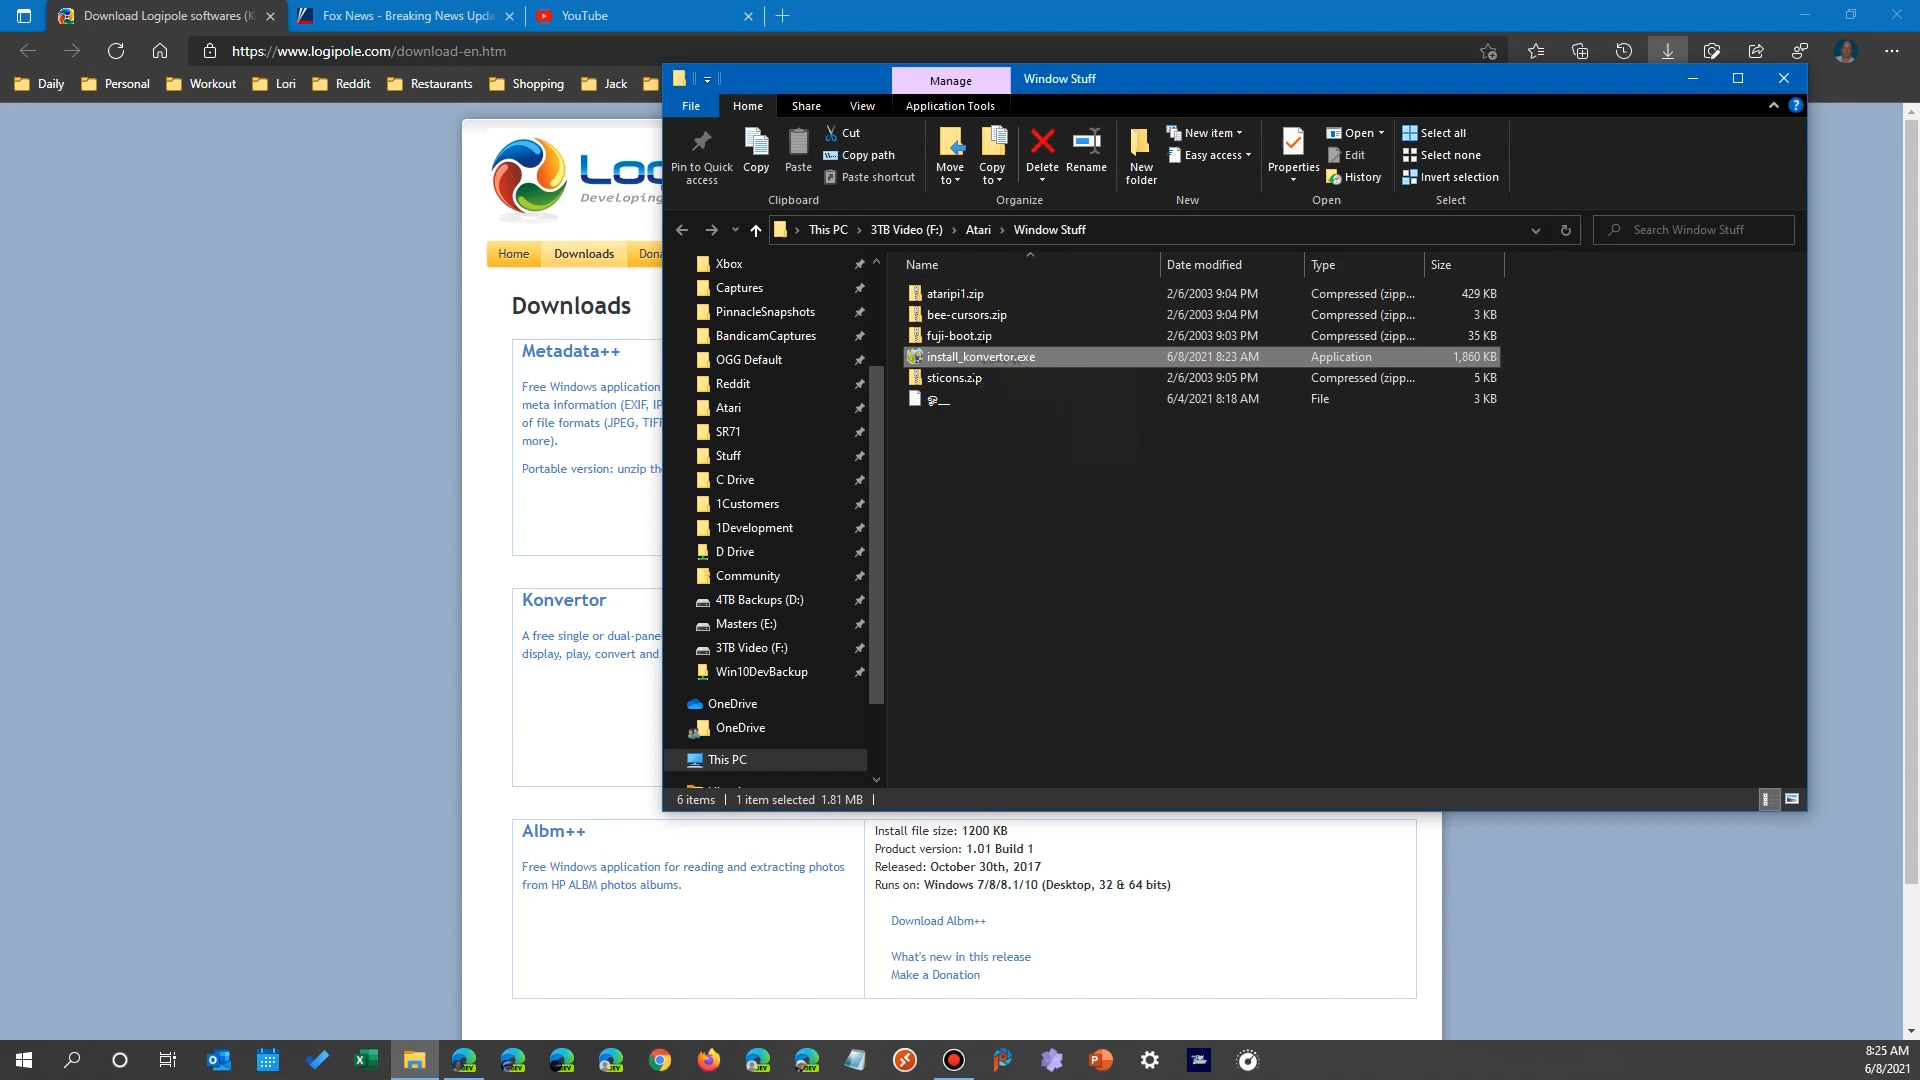 Download Logipole softwares (K
Fox News - Breaking News Upda
YouTube
https://www.logipole.com/download-en.htm
Daily
Personal
Workout
Lori
Reddit
Restaurants
Shopping
Jack
Manage
Window Stuff
File
Home
Share
View
Application Tools
Pin to Quick access
Copy
Paste
Cut
Copy path
Paste shortcut
Clipboard
Move to
Copy to
Delete
Rename
Organize
New folder
New item
Easy access
New
Properties
Open
Edit
History
Open
Select all
Select none
Invert selection
Select
This PC
3TB Video (F:)
Atari
Window Stuff
Search Window Stuff
Developing
Home
Downloads
Dona
Downloads
Metadata++
Free Windows application
meta information (EXIF, IP
of file formats (JPEG, TIFF
more).
Portable version: unzip th
Konvertor
A free single or dual-pane
display, play, convert and
Xbox
Captures
PinnacleSnapshots
BandicamCaptures
OGG Default
Reddit
Atari
SR71
Stuff
C Drive
1Customers
1Development
D Drive
Community
4TB Backups (D:)
Masters (E:)
3TB Video (F:)
Win10DevBackup
OneDrive
OneDrive
This PC
Name Date modified Type Size
ataripi1.zip 2/6/2003 9:04 PM Compressed (zipp... 429 KB
bee-cursors.zip 2/6/2003 9:04 PM Compressed (zipp... 3 KB
fuji-boot.zip 2/6/2003 9:03 PM Compressed (zipp... 35 KB
install_konvertor.exe 6/8/2021 8:23 AM Application 1,860 KB
sticons.zip 2/6/2003 9:05 PM Compressed (zipp... 5 KB
6/4/2021 8:18 AM File 3 KB
6 items
1 item selected 1.81 MB
Albm++
Free Windows application for reading and extracting photos
from HP ALBM photos albums.
Install file size: 1200 KB
Product version: 1.01 Build 1
Released: October 30th, 2017
Runs on: Windows 7/8/8.1/10 (Desktop, 32 & 64 bits)
Download Albm++
What's new in this release
Make a Donation
8:25 AM
6/8/2021